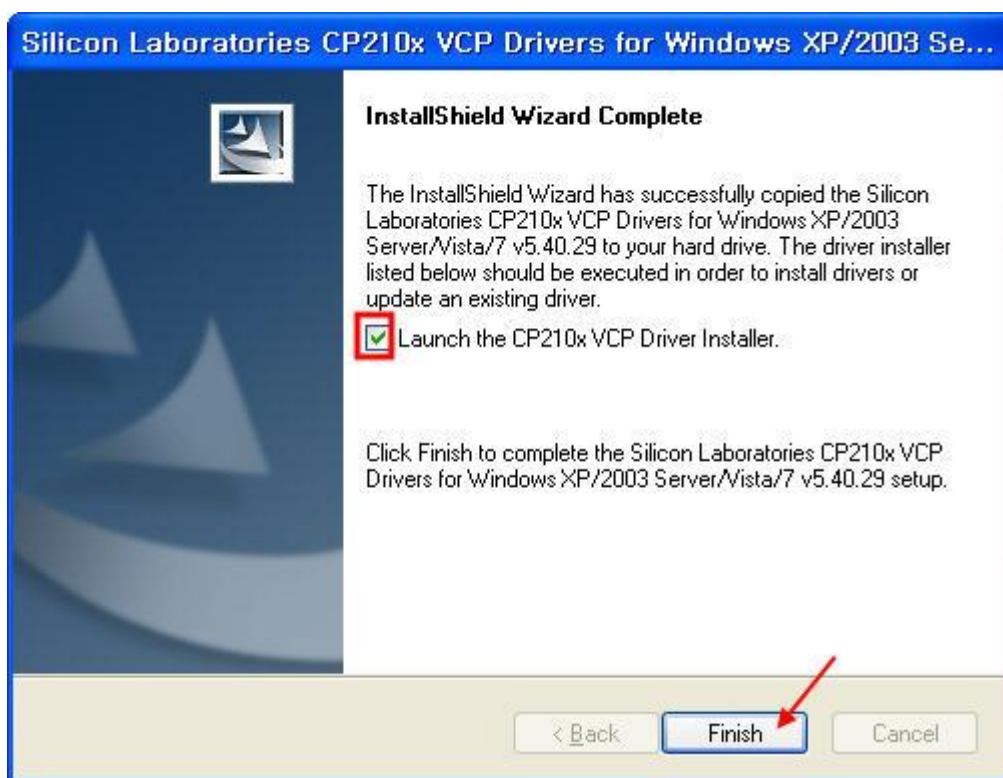 Silicon Laboratories CP210x VCP Drivers for Windows XP/2003 Se...
InstallShield Wizard Complete
The InstallShield Wizard has successfully copied the Silicon
Laboratories CP210x VCP Drivers for Windows XP/2003
Server/Vista/7 v5.40.29 to your hard drive. The driver installer
listed below should be executed in order to install drivers or
update an existing driver.
Launch the CP210x VCP Driver Installer.
Click Finish to complete the Silicon Laboratories CP210x VCP
Drivers for Windows XP/2003 Server/Vista/7 v5.40.29 setup.
< Back
Finish
Cancel